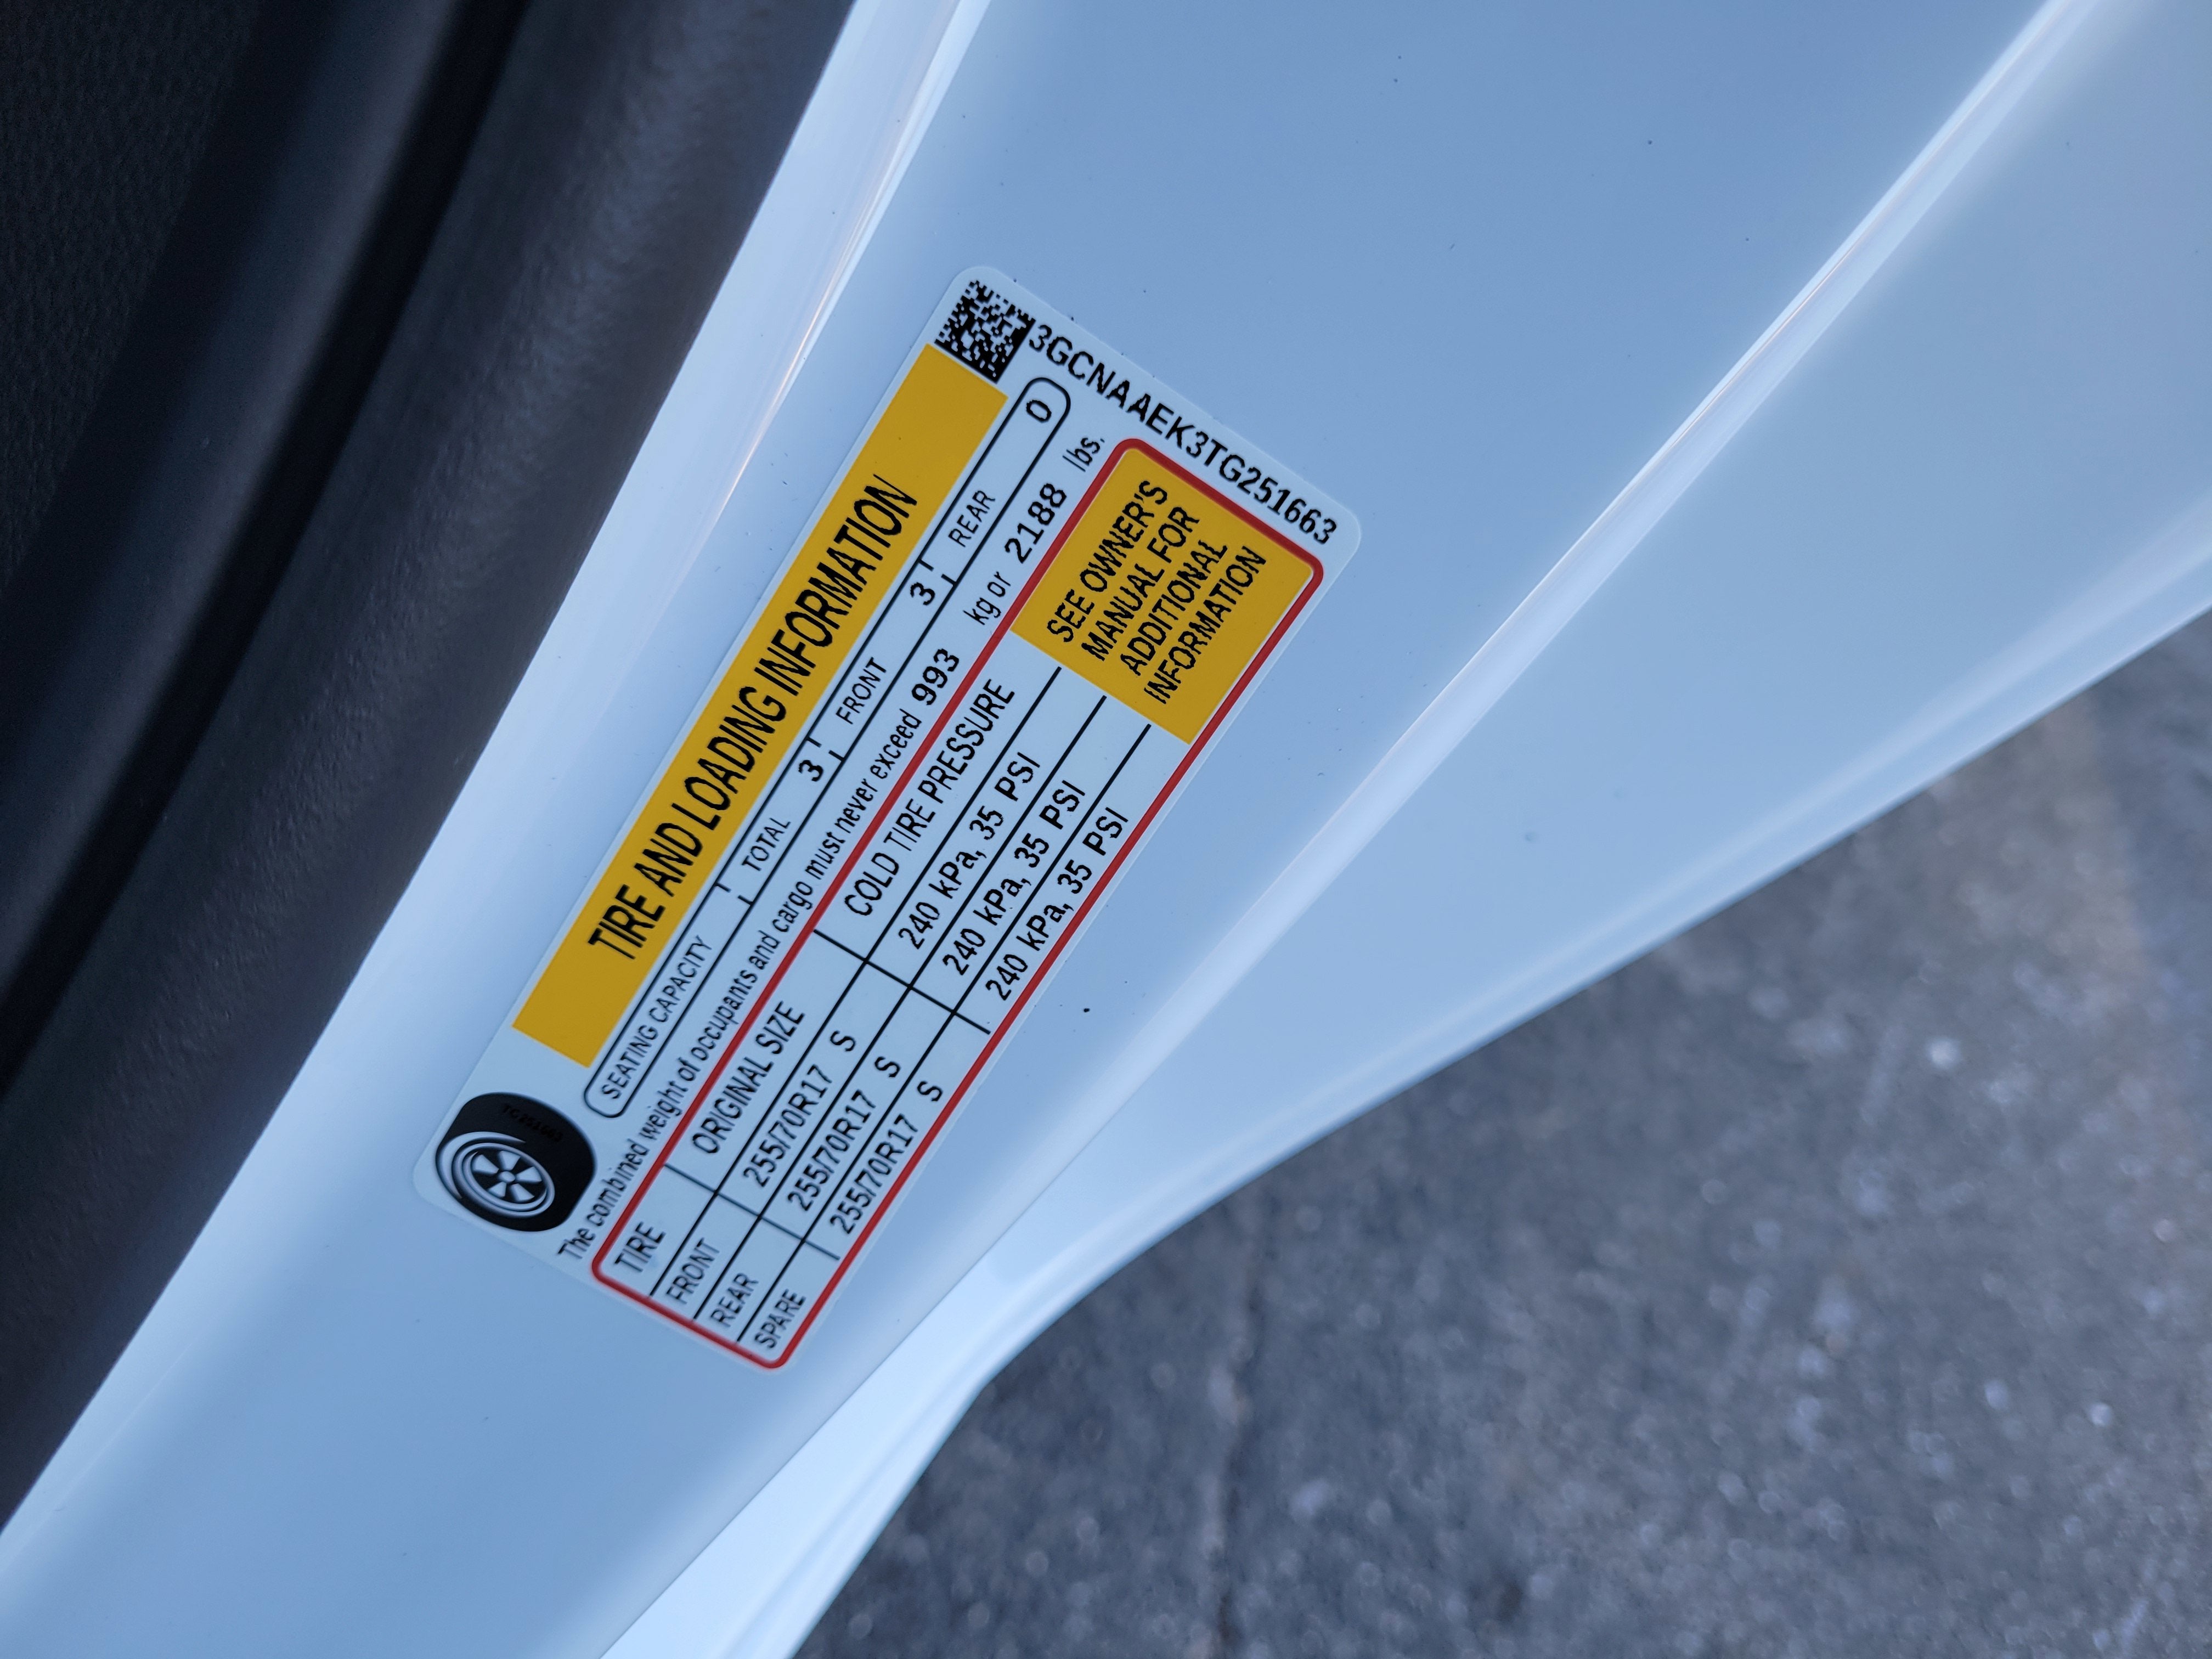 TIRE AND LOADING INFORMATION
SEATING CAPACITY TOTAL 3 FRONT 3 REAR 0
The combined weight of occupants and cargo must never exceed 993 kg or 2188 lbs.
TIRE ORIGINAL SIZE COLD TIRE PRESSURE
FRONT 255/70R17 S 240 kPa, 35 PSI
REAR 255/70R17 S 240 kPa, 35 PSI
SPARE 255/70R17 S 240 kPa, 35 PSI
SEE OWNER'S
MANUAL FOR
ADDITIONAL
INFORMATION
3GCNAAEK3TG251663
TG251663